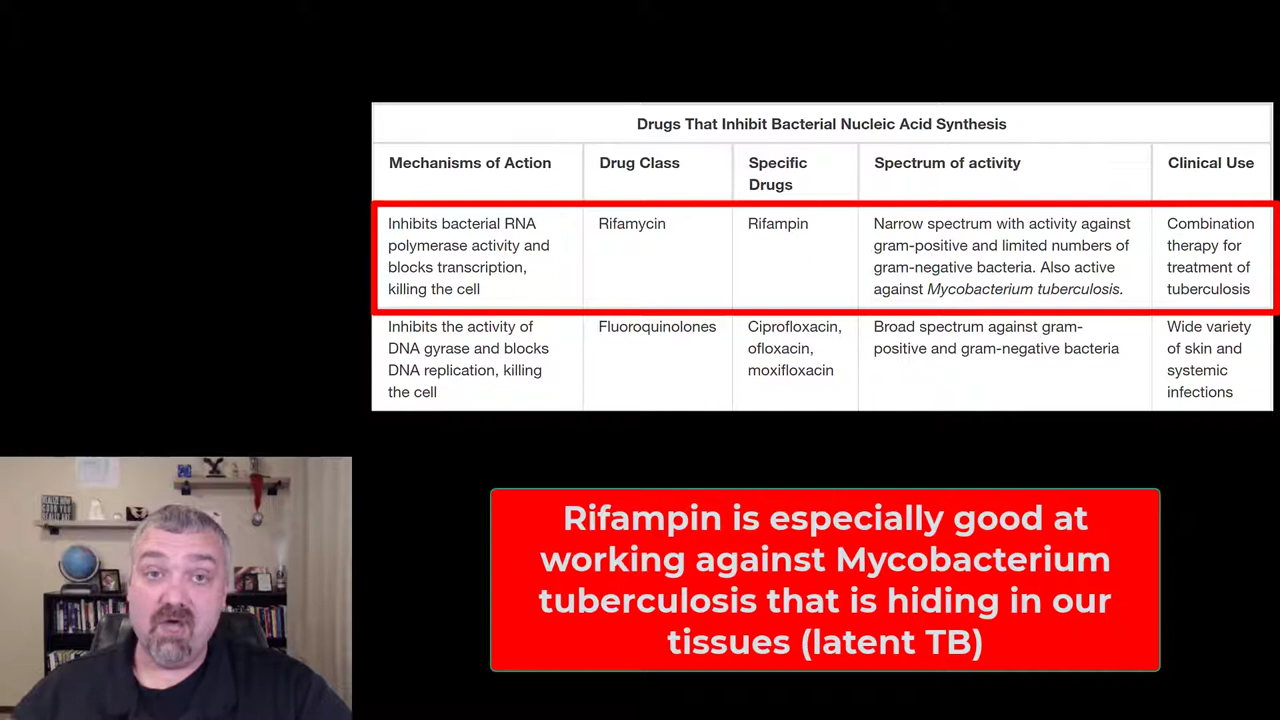 Drugs That Inhibit Bacterial Nucleic Acid Synthesis
Mechanisms of Action
Drug Class
Specific
Drugs
Spectrum of activity
Clinical Use
Inhibits bacterial RNA
polymerase activity and
blocks transcription,
killing the cell
Rifamycin
Rifampin
Narrow spectrum with activity against
gram-positive and limited numbers of
gram-negative bacteria. Also active
against Mycobacterium tuberculosis.
Combination
therapy for
treatment of
tuberculosis
Inhibits the activity of
DNA gyrase and blocks
DNA replication, killing
the cell
Fluoroquinolones
Ciprofloxacin,
ofloxacin,
moxifloxacin
Broad spectrum against gram-
positive and gram-negative bacteria
Wide variety
of skin and
systemic
infections
Rifampin is especially good at
working against Mycobacterium
tuberculosis that is hiding in our
tissues (latent TB)